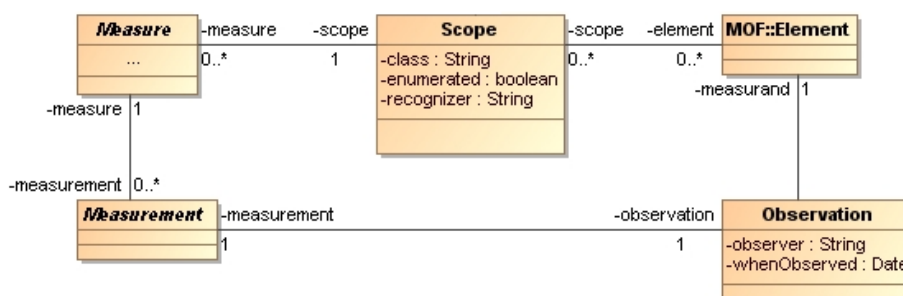 Measure
...
-measure
0..*
-scope
1
Scope
-class : String
-enumerated : boolean
-recognizer : String
-scope
0..*
-element
0..*
MOF::Element
-measure
1
-measurand
1
-measurement
0..*
Measurement
-measurement
1
-observation
1
Observation
-observer : String
-whenObserved : Date